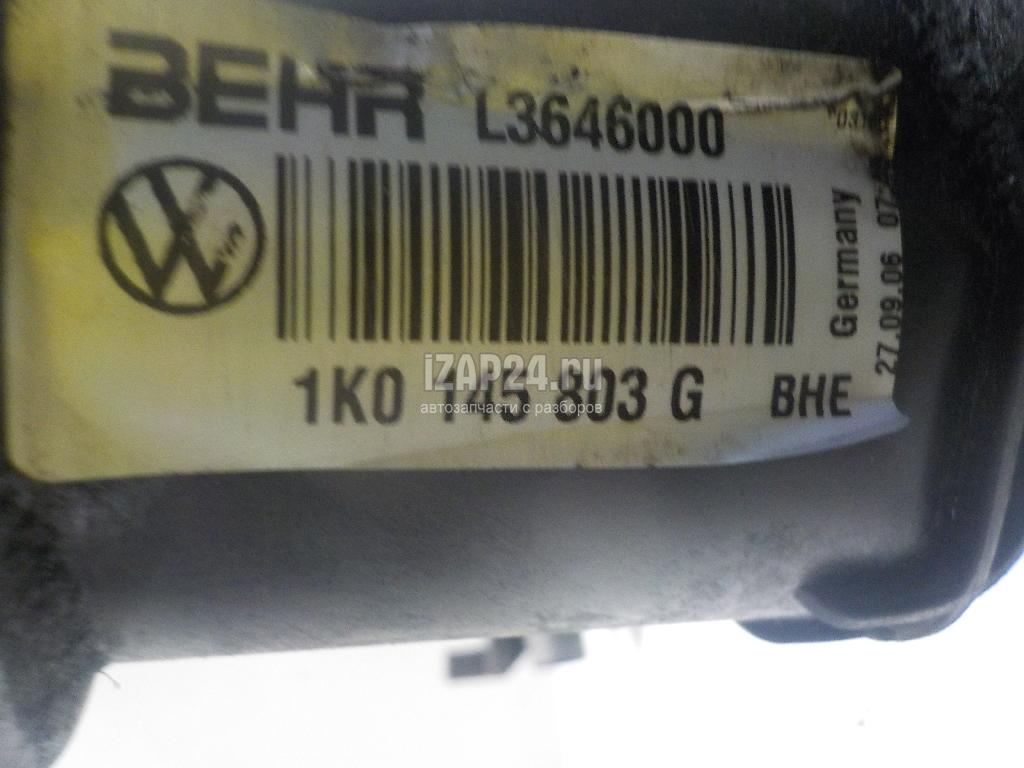 BEHR L3646000
1K0 145 803 G BHE
Germany
27.09.06
iZAP24.ru
автозапчасти с разборов